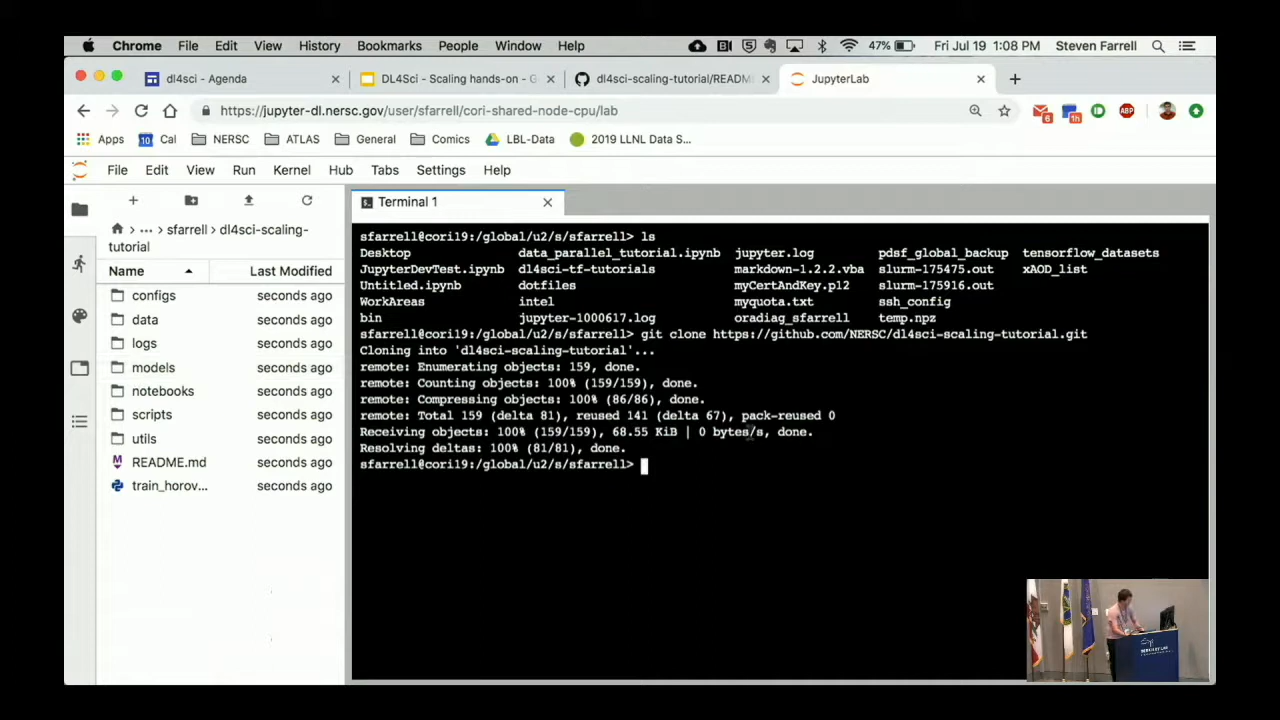 Chrome File Edit View History Bookmarks People Window Help 47% Fri Jul 19 1:08 PM Steven Farrell
dl4sci - Agenda
DL4Sci - Scaling hands-on - G
dl4sci-scaling-tutorial/README
JupyterLab
https://jupyter-dl.nersc.gov/user/sfarrell/cori-shared-node-cpu/lab
6 1h ABP
Apps 10 Cal NERSC ATLAS General Comics LBL-Data 2019 LLNL Data S...
File Edit View Run Kernel Hub Tabs Settings Help
··· sfarrell dl4sci-scaling-
tutorial
Name Last Modified
configs seconds ago
data seconds ago
logs seconds ago
models seconds ago
notebooks seconds ago
scripts seconds ago
utils seconds ago
README.md seconds ago
train_horov... seconds ago
Terminal 1
sfarrell@cori19:/global/u2/s/sfarrell> ls
Desktop data_parallel_tutorial.ipynb jupyter.log pdsf_global_backup tensorflow_datasets
JupyterDevTest.ipynb dl4sci-tf-tutorials markdown-1.2.2.vba slurm-175475.out xAOD_list
Untitled.ipynb dotfiles myCertAndKey.p12 slurm-175916.out
WorkAreas intel myquota.txt ssh_config
bin jupyter-1000617.log oradiag_sfarrell temp.npz
sfarrell@cori19:/global/u2/s/sfarrell> git clone https://github.com/NERSC/dl4sci-scaling-tutorial.git
Cloning into 'dl4sci-scaling-tutorial'...
remote: Enumerating objects: 159, done.
remote: Counting objects: 100% (159/159), done.
remote: Compressing objects: 100% (86/86), done.
remote: Total 159 (delta 81), reused 141 (delta 67), pack-reused 0
Receiving objects: 100% (159/159), 68.55 KiB | 0 bytes/s, done.
Resolving deltas: 100% (81/81), done.
sfarrell@cori19:/global/u2/s/sfarrell>